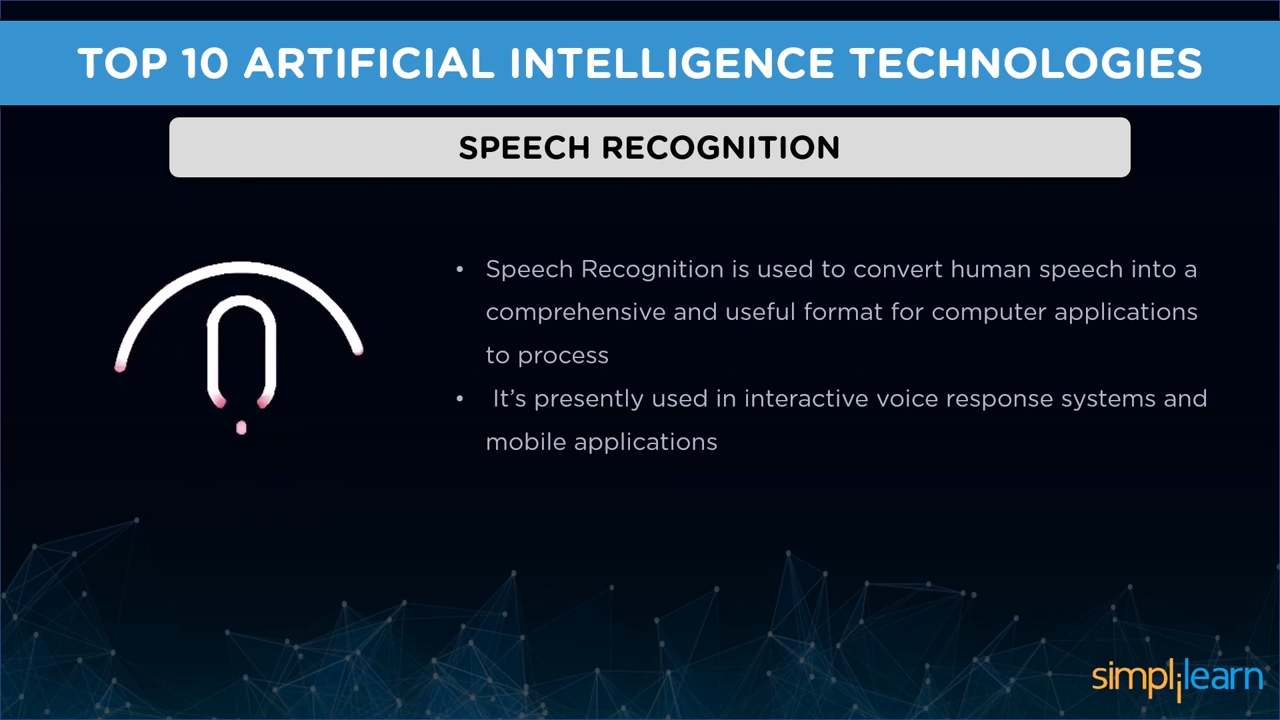 TOP 10 ARTIFICIAL INTELLIGENCE TECHNOLOGIES
SPEECH RECOGNITION
• Speech Recognition is used to convert human speech into a
comprehensive and useful format for computer applications
to process
• It’s presently used in interactive voice response systems and
mobile applications
simplilearn